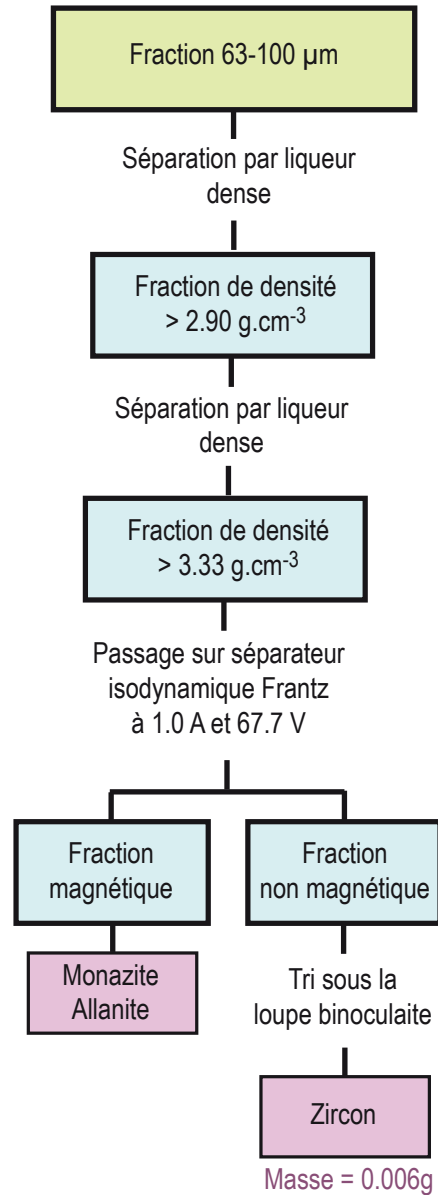 Fraction 63-100 µm
Séparation par liqueur
dense
Fraction de densité
> 2.90 g.cm-3
Séparation par liqueur
dense
Fraction de densité
> 3.33 g.cm-3
Passage sur séparateur
isodynamique Frantz
à 1.0 A et 67.7 V
Fraction
magnétique
Monazite
Allanite
Fraction
non magnétique
Tri sous la
loupe binoculaite
Zircon
Masse = 0.006g